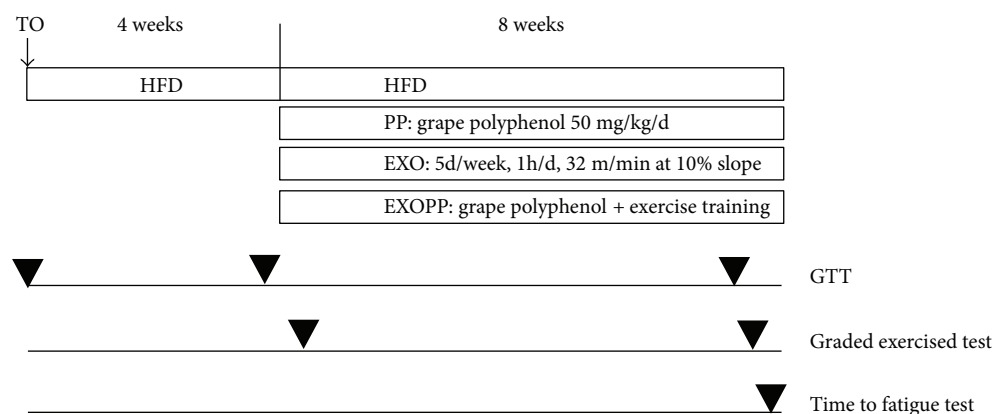 TO
4 weeks
8 weeks
HFD
HFD
PP: grape polyphenol 50 mg/kg/d
EXO: 5d/week, 1h/d, 32 m/min at 10% slope
EXOPP: grape polyphenol + exercise training
GTT
Graded exercised test
Time to fatigue test